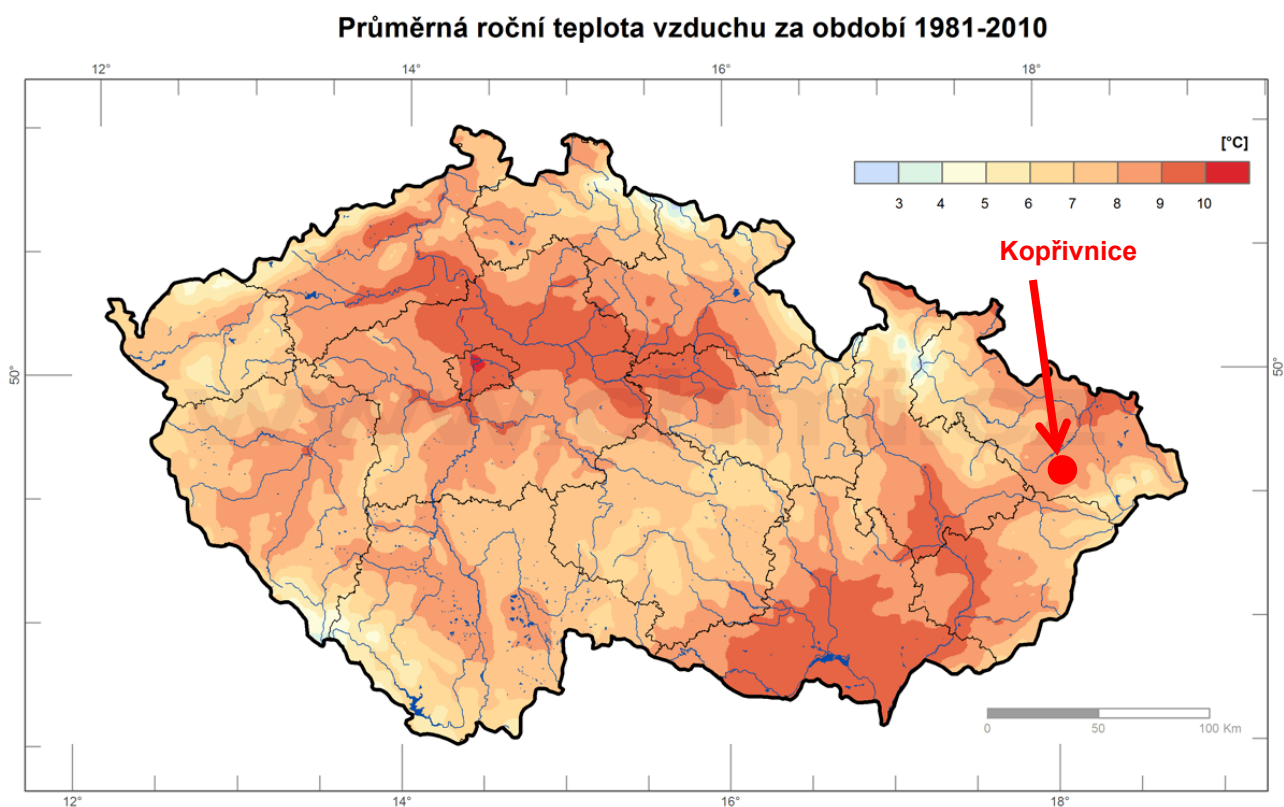 Průměrná roční teplota vzduchu za období 1981-2010
12° 14° 16° 18°
[°C]
3 4 5 6 7 8 9 10
Kopřivnice
50° 50°
0 50 100 Km
12° 14° 16° 18°